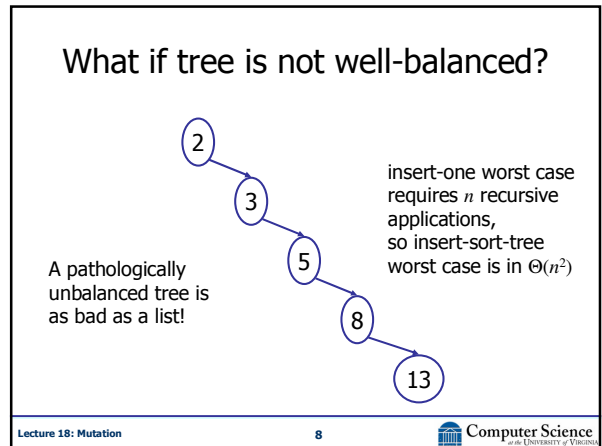 What if tree is not well-balanced?
2
3
5
8
13
insert-one worst case
requires n recursive
applications,
so insert-sort-tree
worst case is in Θ(n²)
A pathologically
unbalanced tree is
as bad as a list!
Lecture 18: Mutation
8
Computer Science
at the UNIVERSITY of VIRGINIA